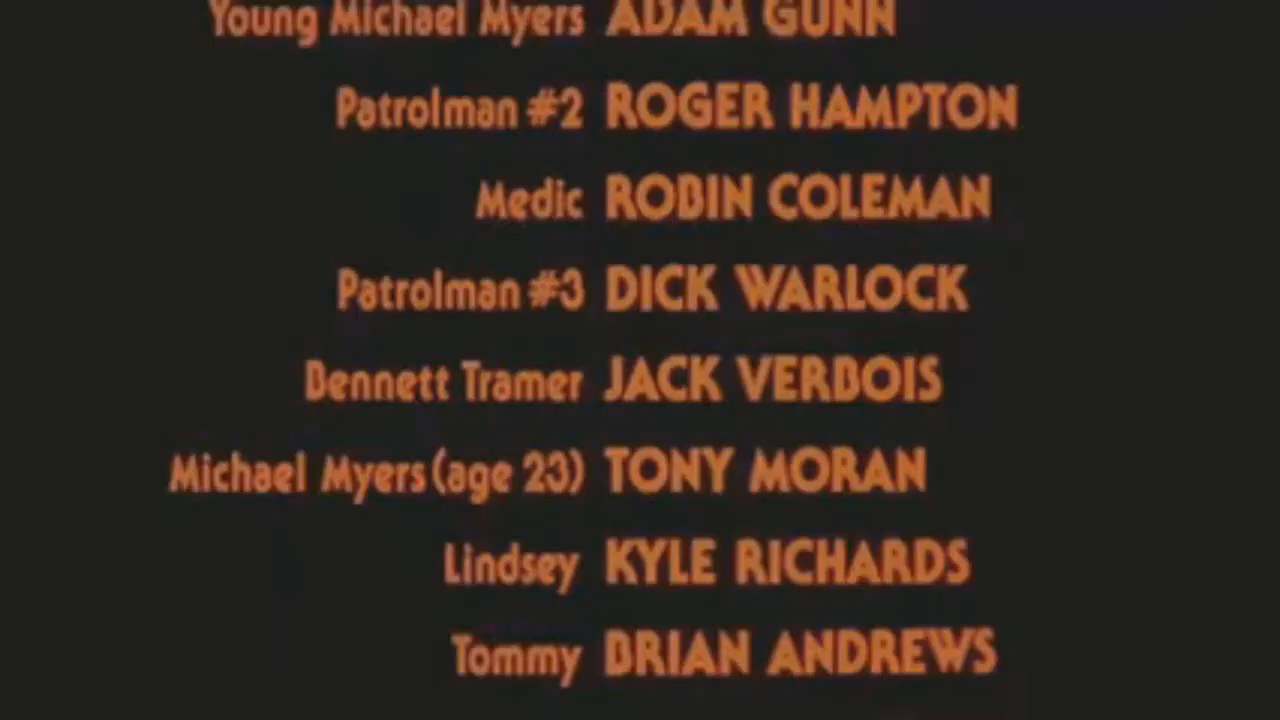 Young Michael Myers ADAM GUNN
Patrolman #2 ROGER HAMPTON
Medic ROBIN COLEMAN
Patrolman #3 DICK WARLOCK
Bennett Tramer JACK VERBOIS
Michael Myers (age 23) TONY MORAN
Lindsey KYLE RICHARDS
Tommy BRIAN ANDREWS